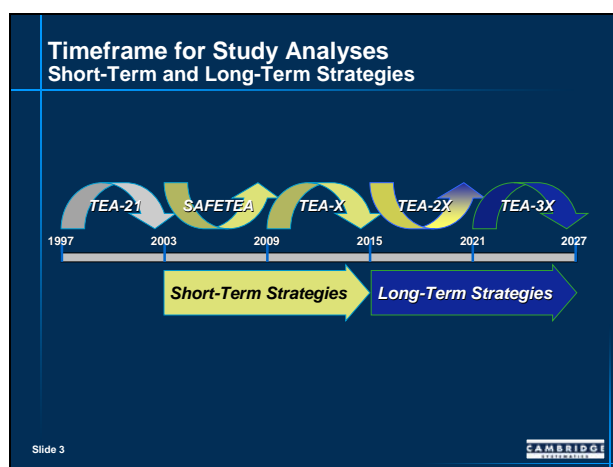 Timeframe for Study Analyses
Short-Term and Long-Term Strategies
TEA-21 SAFETEA TEA-X TEA-2X TEA-3X
1997 2003 2009 2015 2021 2027
Short-Term Strategies Long-Term Strategies
Slide 3
CAMBRIDGE
SYSTEMATICS